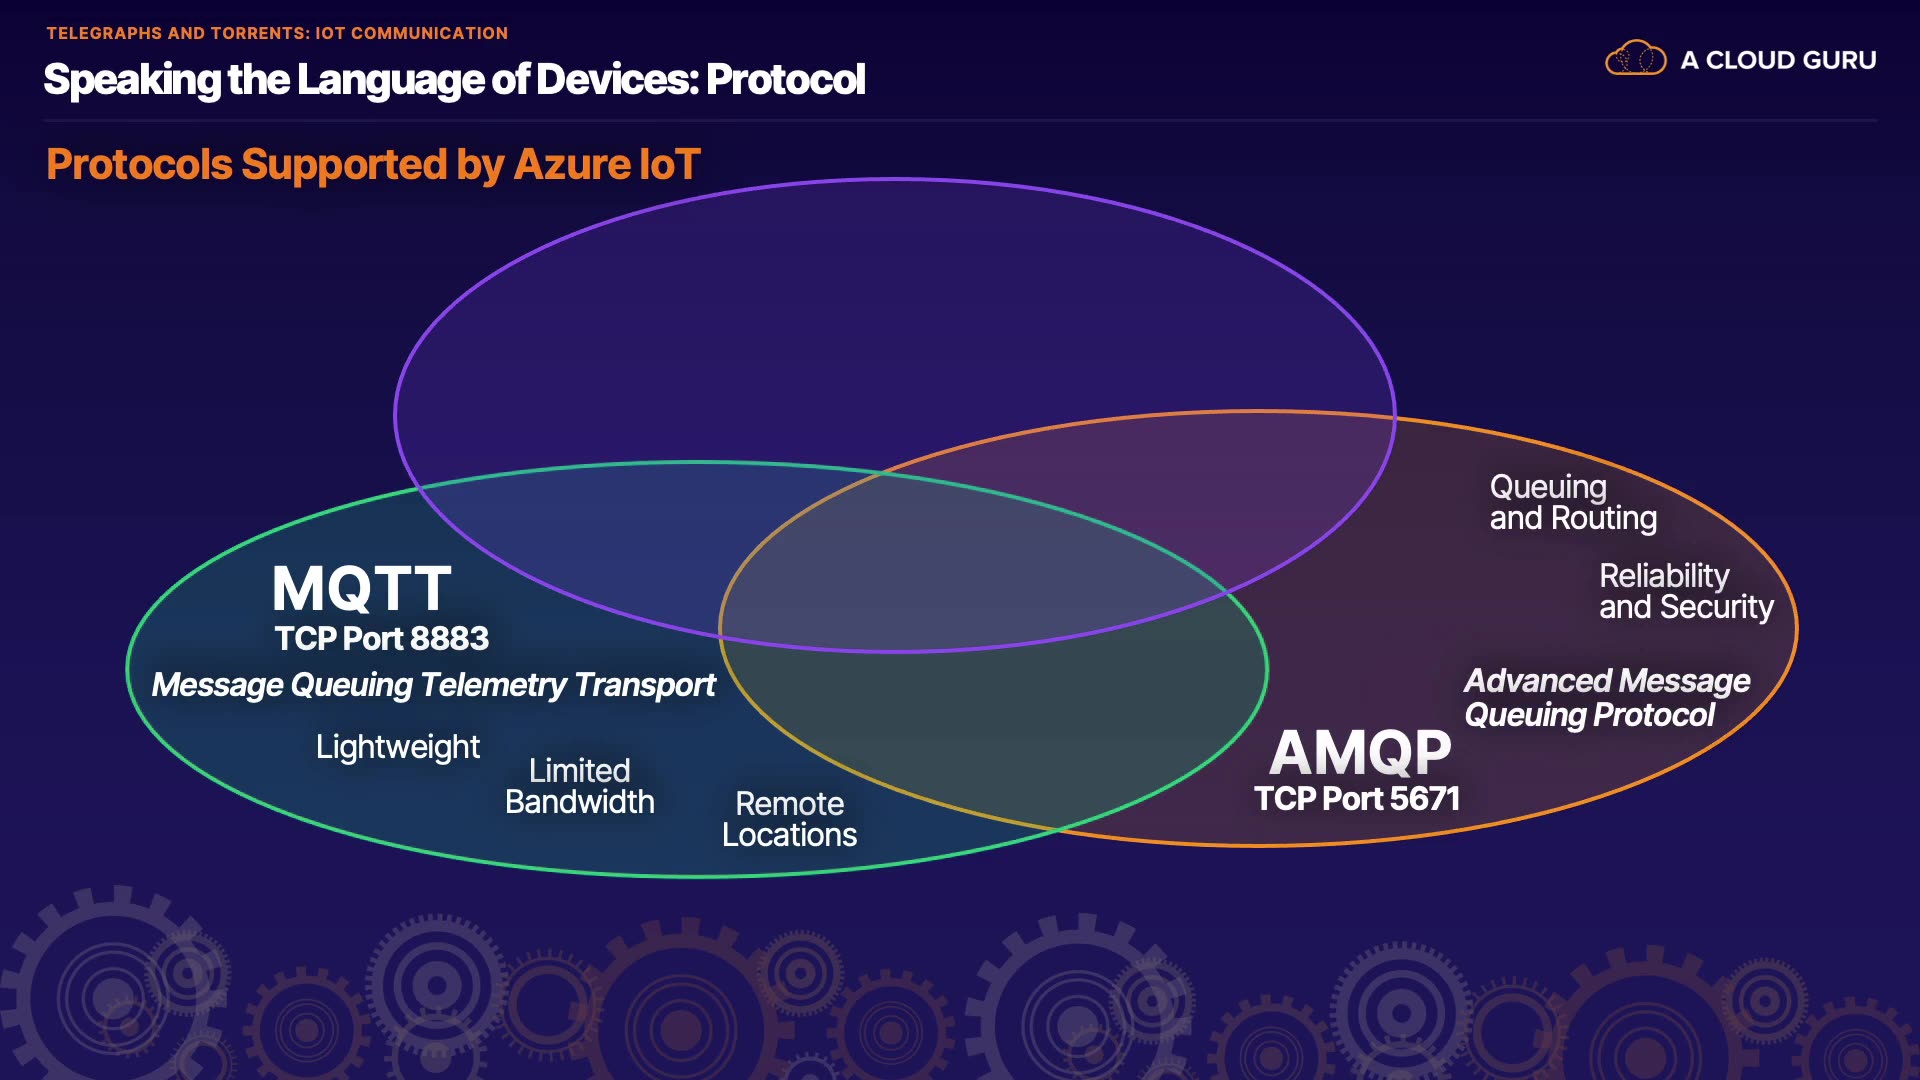 TELEGRAPHS AND TORRENTS: IOT COMMUNICATION
Speaking the Language of Devices: Protocol
A CLOUD GURU
Protocols Supported by Azure IoT
MQTT
TCP Port 8883
Message Queuing Telemetry Transport
Lightweight
Limited
Bandwidth
Remote
Locations
Queuing
and Routing
Reliability
and Security
Advanced Message
Queuing Protocol
AMQP
TCP Port 5671